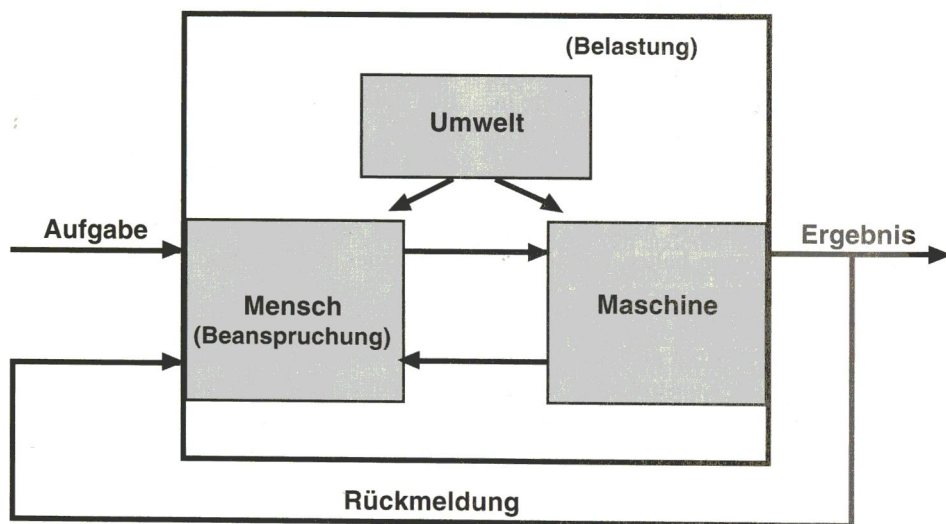 (Belastung)
Umwelt
Aufgabe
Ergebnis
Mensch
(Beanspruchung)
Maschine
Rückmeldung